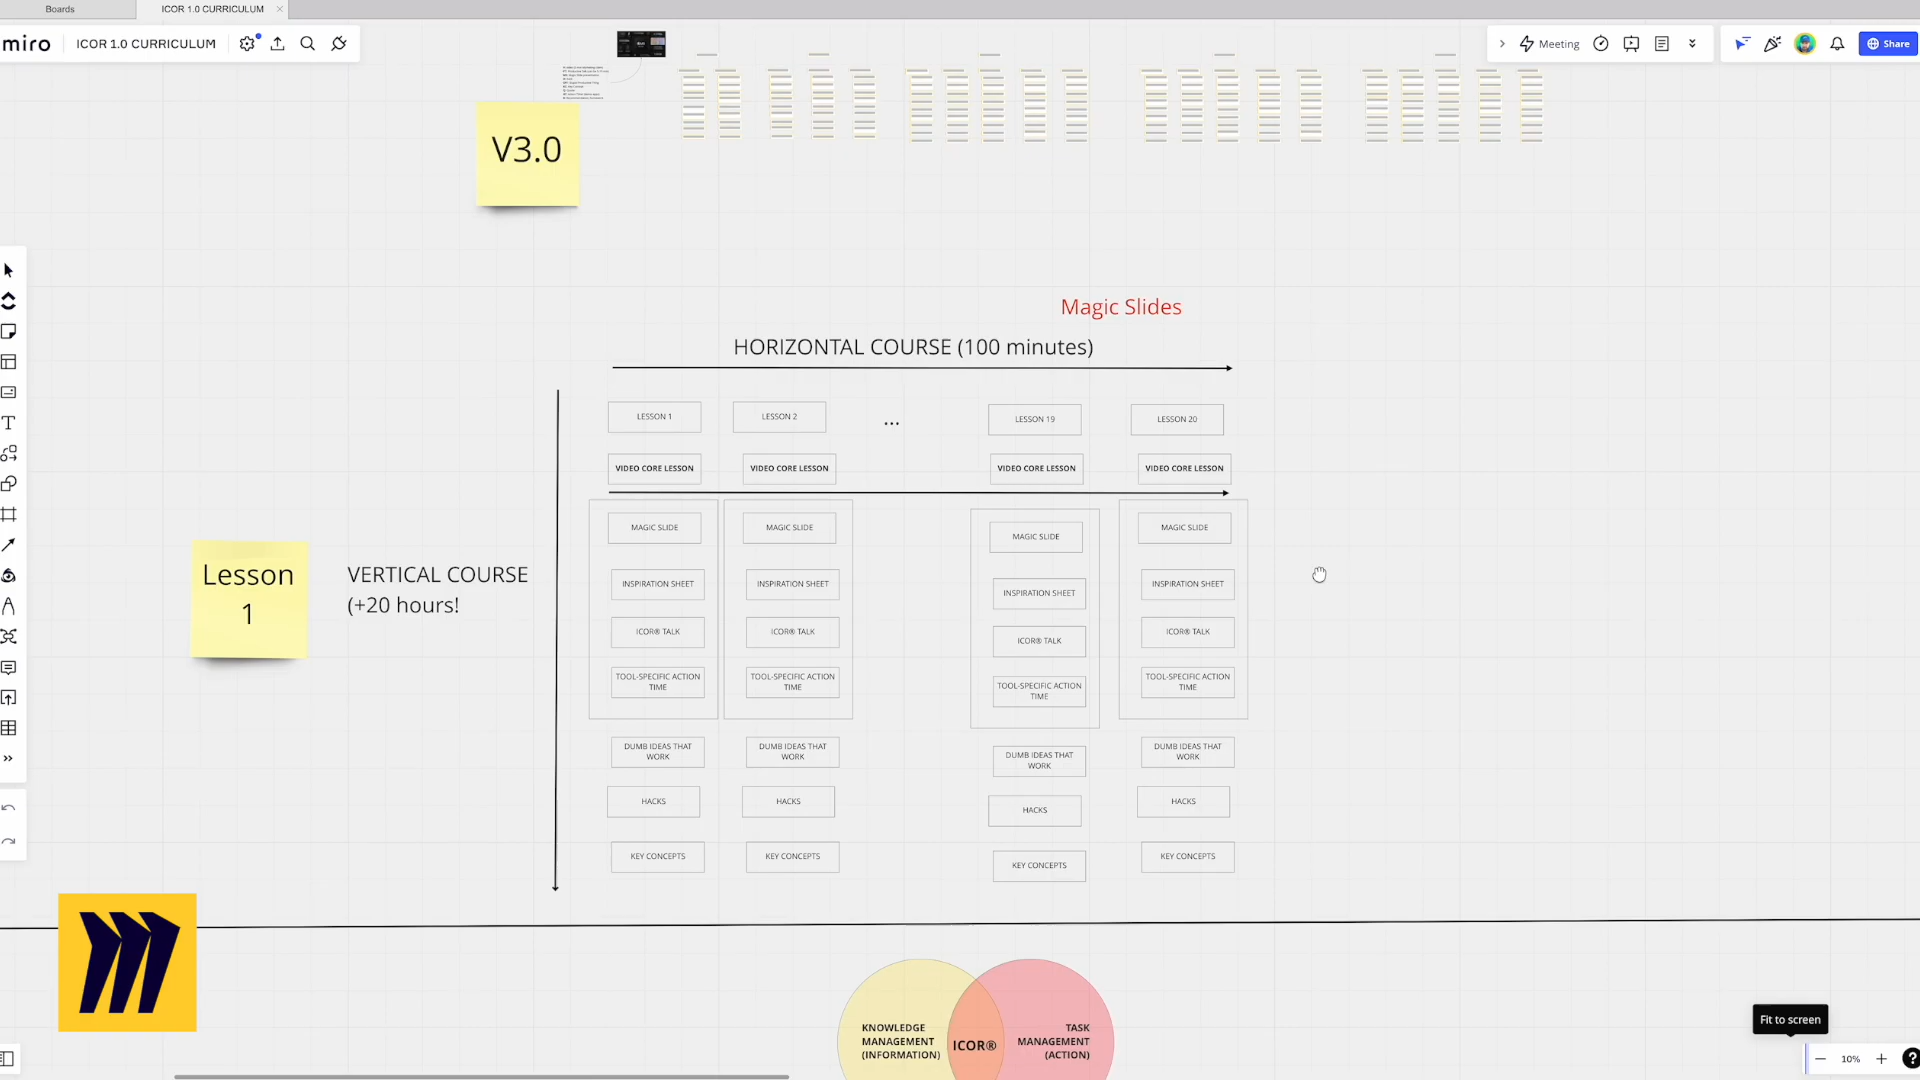 Boards
ICOR 1.0 CURRICULUM
miro
ICOR 1.0 CURRICULUM
Meeting
Share
V3.0
Magic Slides
HORIZONTAL COURSE (100 minutes)
LESSON 1
LESSON 2
...
LESSON 19
LESSON 20
VIDEO CORE LESSON
VIDEO CORE LESSON
VIDEO CORE LESSON
VIDEO CORE LESSON
Lesson
1
VERTICAL COURSE
(+20 hours!
MAGIC SLIDE
MAGIC SLIDE
MAGIC SLIDE
MAGIC SLIDE
INSPIRATION SHEET
INSPIRATION SHEET
INSPIRATION SHEET
INSPIRATION SHEET
ICOR® TALK
ICOR® TALK
ICOR® TALK
ICOR® TALK
TOOL-SPECIFIC ACTION
TIME
TOOL-SPECIFIC ACTION
TIME
TOOL-SPECIFIC ACTION
TIME
TOOL-SPECIFIC ACTION
TIME
DUMB IDEAS THAT
WORK
DUMB IDEAS THAT
WORK
DUMB IDEAS THAT
WORK
DUMB IDEAS THAT
WORK
HACKS
HACKS
HACKS
HACKS
KEY CONCEPTS
KEY CONCEPTS
KEY CONCEPTS
KEY CONCEPTS
KNOWLEDGE
MANAGEMENT
(INFORMATION)
ICOR®
TASK
MANAGEMENT
(ACTION)
Fit to screen
10%